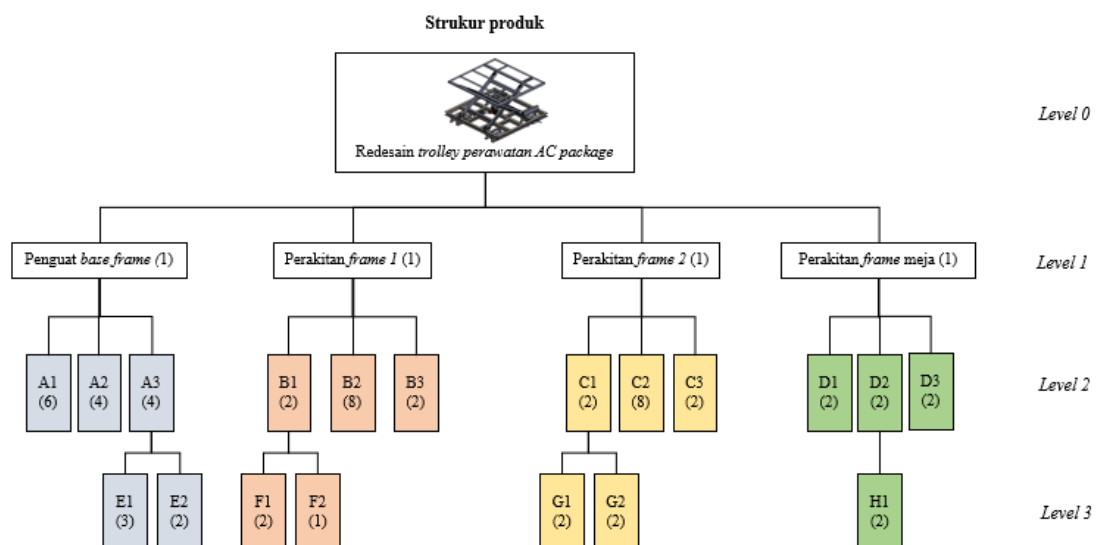 Strukur produk
Redesain trolley perawatan AC package
Level 0
Penguat base frame (1)
Perakitan frame 1 (1)
Perakitan frame 2 (1)
Perakitan frame meja (1)
Level 1
A1
(6)
A2
(4)
A3
(4)
B1
(2)
B2
(8)
B3
(2)
C1
(2)
C2
(8)
C3
(2)
D1
(2)
D2
(2)
D3
(2)
Level 2
E1
(3)
E2
(2)
F1
(2)
F2
(1)
G1
(2)
G2
(2)
H1
(2)
Level 3